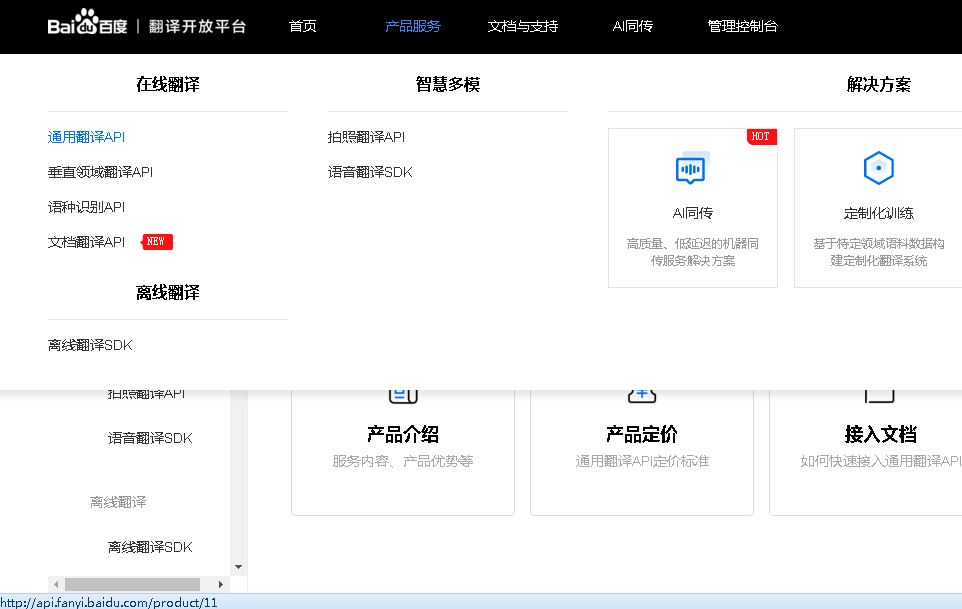 Bai du 百度 | 翻译开放平台
首页
产品服务
文档与支持
AI同传
管理控制台
在线翻译
通用翻译API
垂直领域翻译API
语种识别API
文档翻译API NEW
离线翻译
离线翻译SDK
智慧多模
拍照翻译API
语音翻译SDK
解决方案
HOT
AI同传
高质量、低延迟的机器同
传服务解决方案
定制化训练
基于特定领域语料数据构
建定制化翻译系统
拍照翻译API
语音翻译SDK
离线翻译
离线翻译SDK
产品介绍
服务内容、产品优势等
产品定价
通用翻译API定价标准
接入文档
如何快速接入通用翻译API
http://api.fanyi.baidu.com/product/11